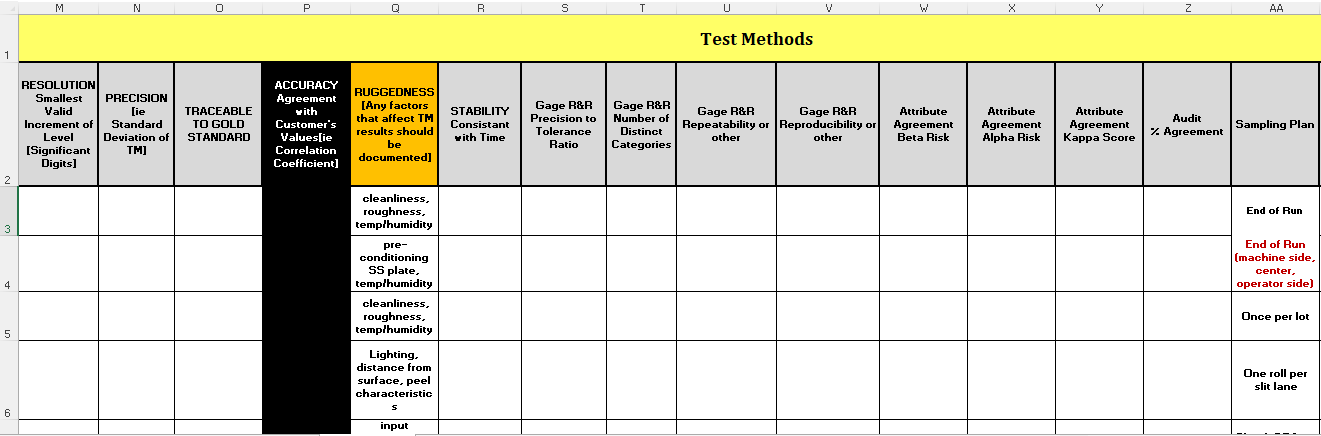 M N O P Q R S T U V W X Y Z AA
1
Test Methods
2
RESOLUTION
Smallest
Valid
Increment of
Level
[Significant
Digits]
PRECISION
[ie
Standard
Deviation of
TM]
TRACEABLE
TO GOLD
STANDARD
ACCURACY
Agreement
with
Customer's
Values[ie
Correlation
Coefficient]
RUGGEDNESS
[Any factors
that affect TM
results should
be
documented]
STABILITY
Consistant
with Time
Gage R&R
Precision to
Tolerance
Ratio
Gage R&R
Number of
Distinct
Categories
Gage R&R
Repeatability or
other
Gage R&R
Reproducibility or
other
Attribute
Agreement
Beta Risk
Attribute
Agreement
Alpha Risk
Attribute
Agreement
Kappa Score
Audit
% Agreement
Sampling Plan
3
cleanliness,
roughness,
temp/humidity
End of Run
4
pre-
conditioning
SS plate,
temp/humidity
End of Run
(machine side,
center,
operator side)
5
cleanliness,
roughness,
temp/humidity
Once per lot
6
Lighting,
distance from
surface, peel
characteristic
s
One roll per
slit lane
input